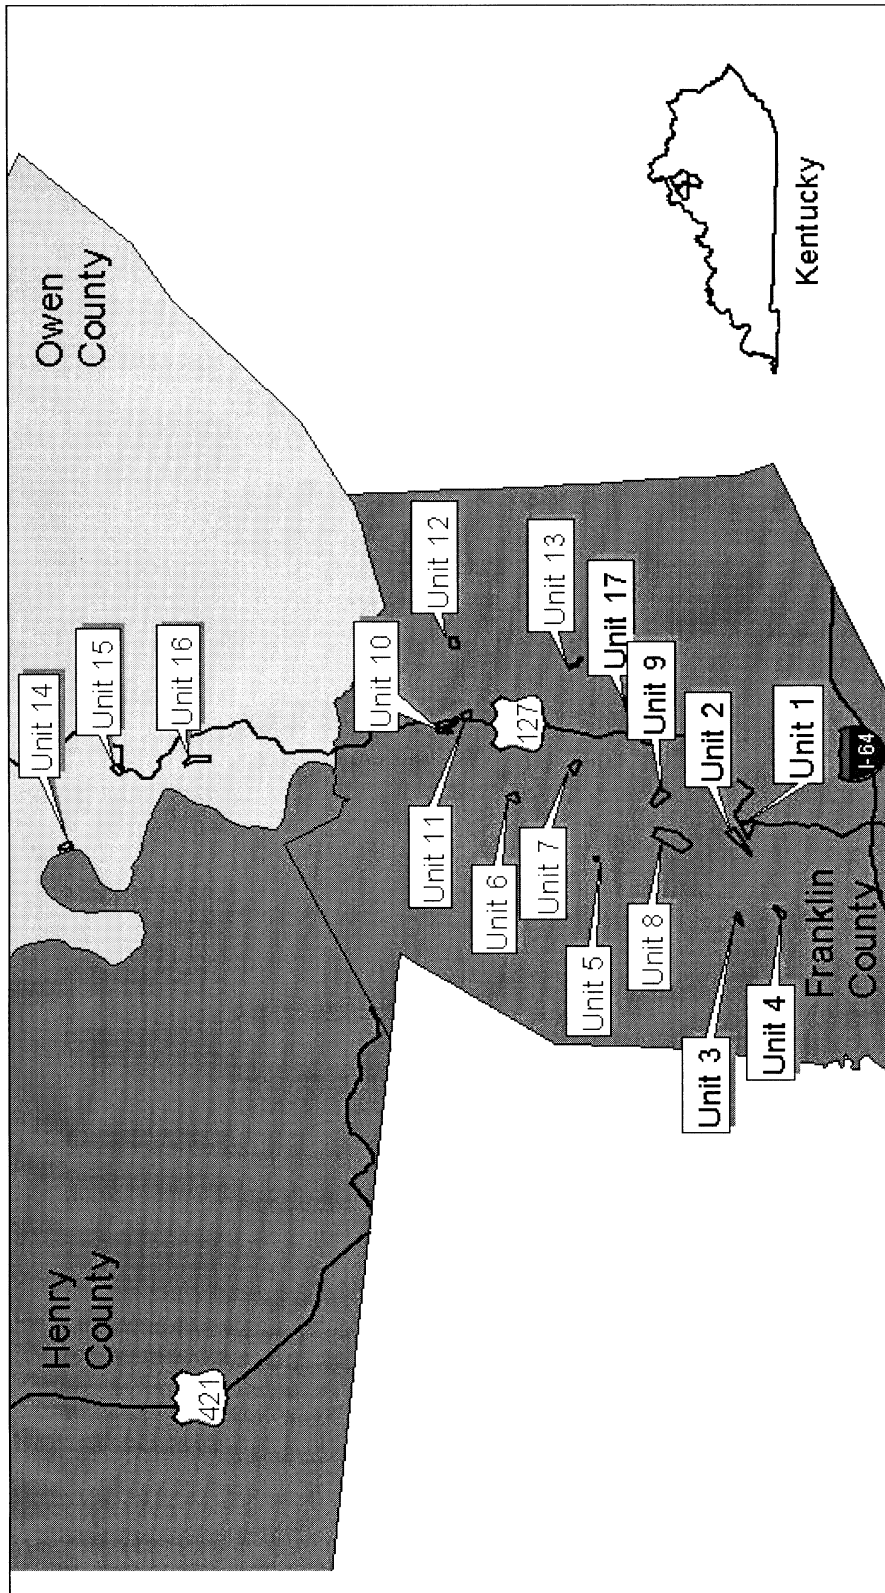 Henry
County
Owen
County
421
Unit 14
Unit 15
Unit 16
Unit 10
Unit 12
Unit 11
127
Unit 6
Unit 7
Unit 13
Unit 5
Unit 17
Unit 8
Unit 9
Unit 3
Unit 2
Unit 4
Unit 1
Franklin
County
I-64
Kentucky